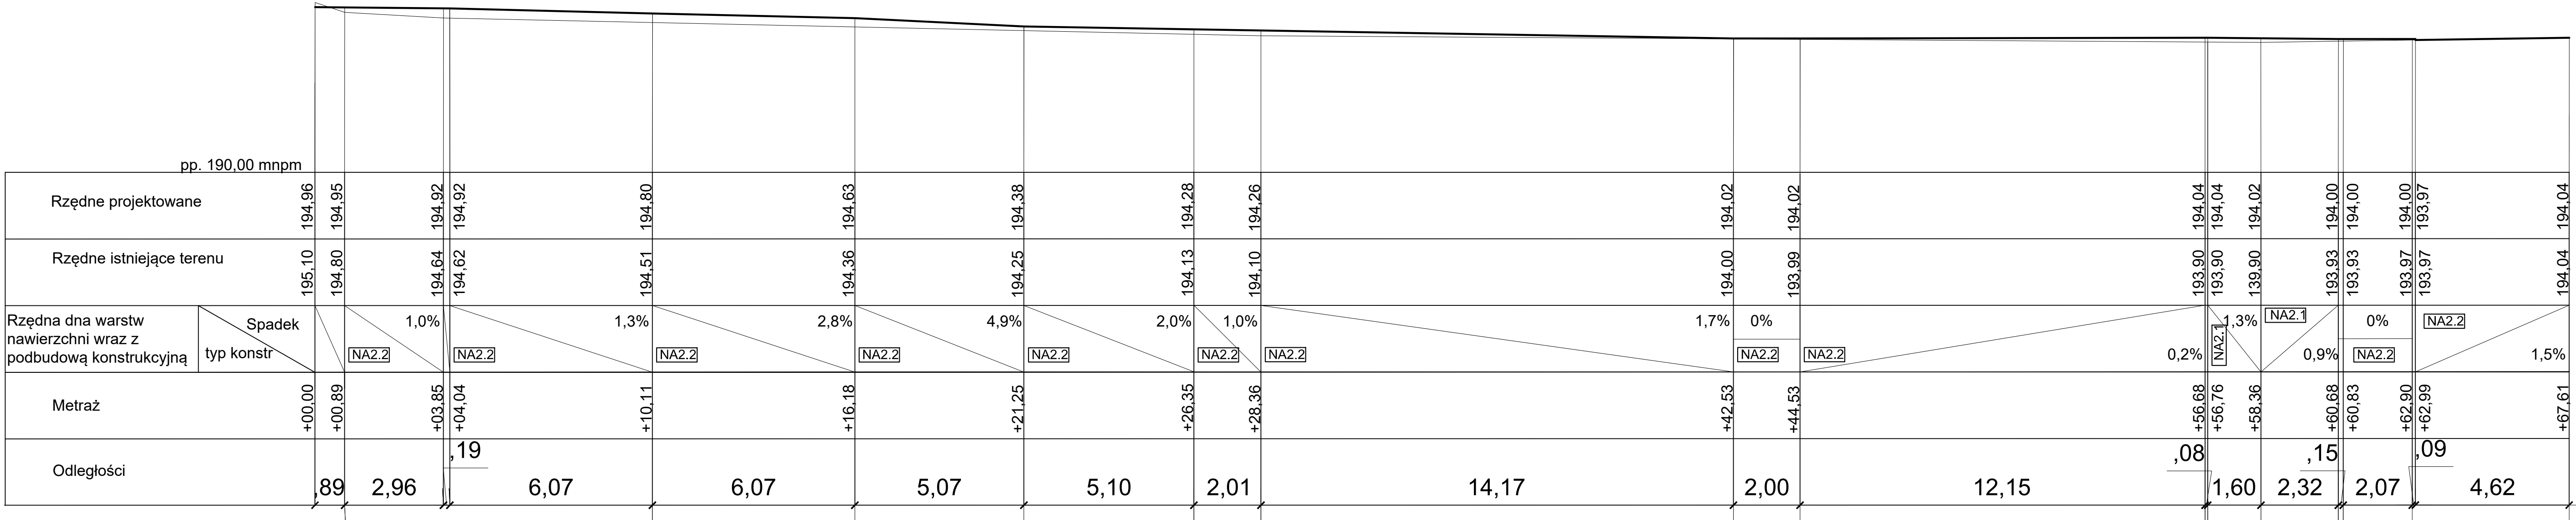 pp. 190,00 mnpm
Rzędne projektowane
194,96 194,95 194,92 194,92 194,80 194,63 194,38 194,28 194,26 194,02 194,02 194,04 194,04 194,02 194,00 194,00 194,00 193,97 194,04
Rzędne istniejące terenu
195,10 194,80 194,64 194,62 194,51 194,36 194,25 194,13 194,10 194,00 193,99 193,90 193,90 139,90 193,93 193,93 193,97 193,97 194,04
Rzędna dna warstw
nawierzchni wraz z
podbudową konstrukcyjną
Spadek
typ konstr
1,0% 1,3% 2,8% 4,9% 2,0% 1,0% 1,7% 0% 0,2% 1,3% 0,9% 0% 1,5%
NA2.2 NA2.2 NA2.2 NA2.2 NA2.2 NA2.2 NA2.2 NA2.2 NA2.2 NA2.1 NA2.1 NA2.2 NA2.2
Metraż
+00,00 +00,89 +03,85 +04,04 +10,11 +16,18 +21,25 +26,35 +28,36 +42,53 +44,53 +56,68 +56,76 +58,36 +60,68 +60,83 +62,90 +62,99 +67,61
Odległości
,89 2,96 ,19 6,07 6,07 5,07 5,10 2,01 14,17 2,00 12,15 ,08 1,60 2,32 ,15 2,07 ,09 4,62